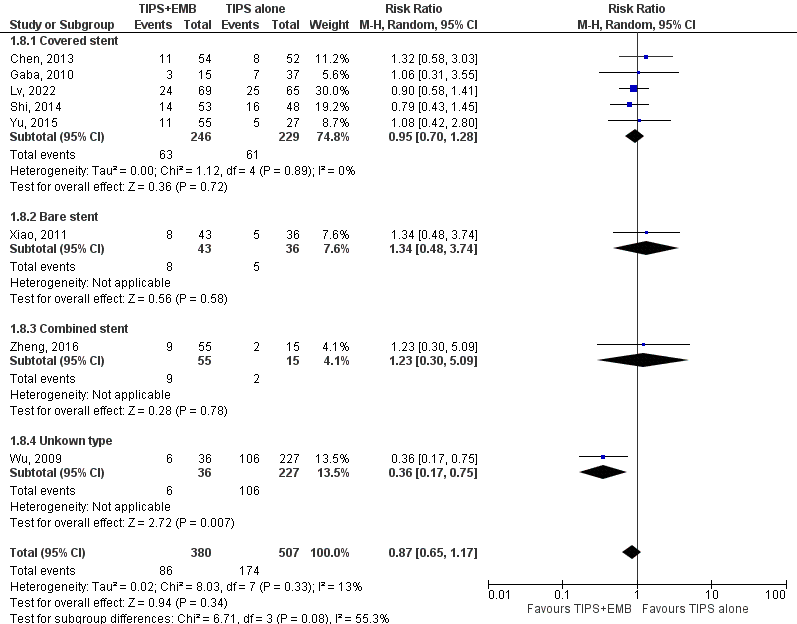 TIPS+EMB TIPS alone Risk Ratio Risk Ratio
Study or Subgroup Events Total Events Total Weight M-H, Random, 95% CI M-H, Random, 95% CI
1.8.1 Covered stent
Chen, 2013 11 54 8 52 11.2% 1.32 [0.58, 3.03]
Gaba, 2010 3 15 7 37 5.6% 1.06 [0.31, 3.55]
Lv, 2022 24 69 25 65 30.0% 0.90 [0.58, 1.41]
Shi, 2014 14 53 16 48 19.2% 0.79 [0.43, 1.45]
Yu, 2015 11 55 5 27 8.7% 1.08 [0.42, 2.80]
Subtotal (95% CI) 246 229 74.8% 0.95 [0.70, 1.28]
Total events 63 61
Heterogeneity: Tau² = 0.00; Chi² = 1.12, df = 4 (P = 0.89); I² = 0%
Test for overall effect: Z = 0.36 (P = 0.72)
1.8.2 Bare stent
Xiao, 2011 8 43 5 36 7.6% 1.34 [0.48, 3.74]
Subtotal (95% CI) 43 36 7.6% 1.34 [0.48, 3.74]
Total events 8 5
Heterogeneity: Not applicable
Test for overall effect: Z = 0.56 (P = 0.58)
1.8.3 Combined stent
Zheng, 2016 9 55 2 15 4.1% 1.23 [0.30, 5.09]
Subtotal (95% CI) 55 15 4.1% 1.23 [0.30, 5.09]
Total events 9 2
Heterogeneity: Not applicable
Test for overall effect: Z = 0.28 (P = 0.78)
1.8.4 Unkown type
Wu, 2009 6 36 106 227 13.5% 0.36 [0.17, 0.75]
Subtotal (95% CI) 36 227 13.5% 0.36 [0.17, 0.75]
Total events 6 106
Heterogeneity: Not applicable
Test for overall effect: Z = 2.72 (P = 0.007)
Total (95% CI) 380 507 100.0% 0.87 [0.65, 1.17]
Total events 86 174
Heterogeneity: Tau² = 0.02; Chi² = 8.03, df = 7 (P = 0.33); I² = 13%
Test for overall effect: Z = 0.94 (P = 0.34)
Test for subgroup differences: Chi² = 6.71, df = 3 (P = 0.08), I² = 55.3%
0.01 0.1 1 10 100
Favours TIPS+EMB Favours TIPS alone